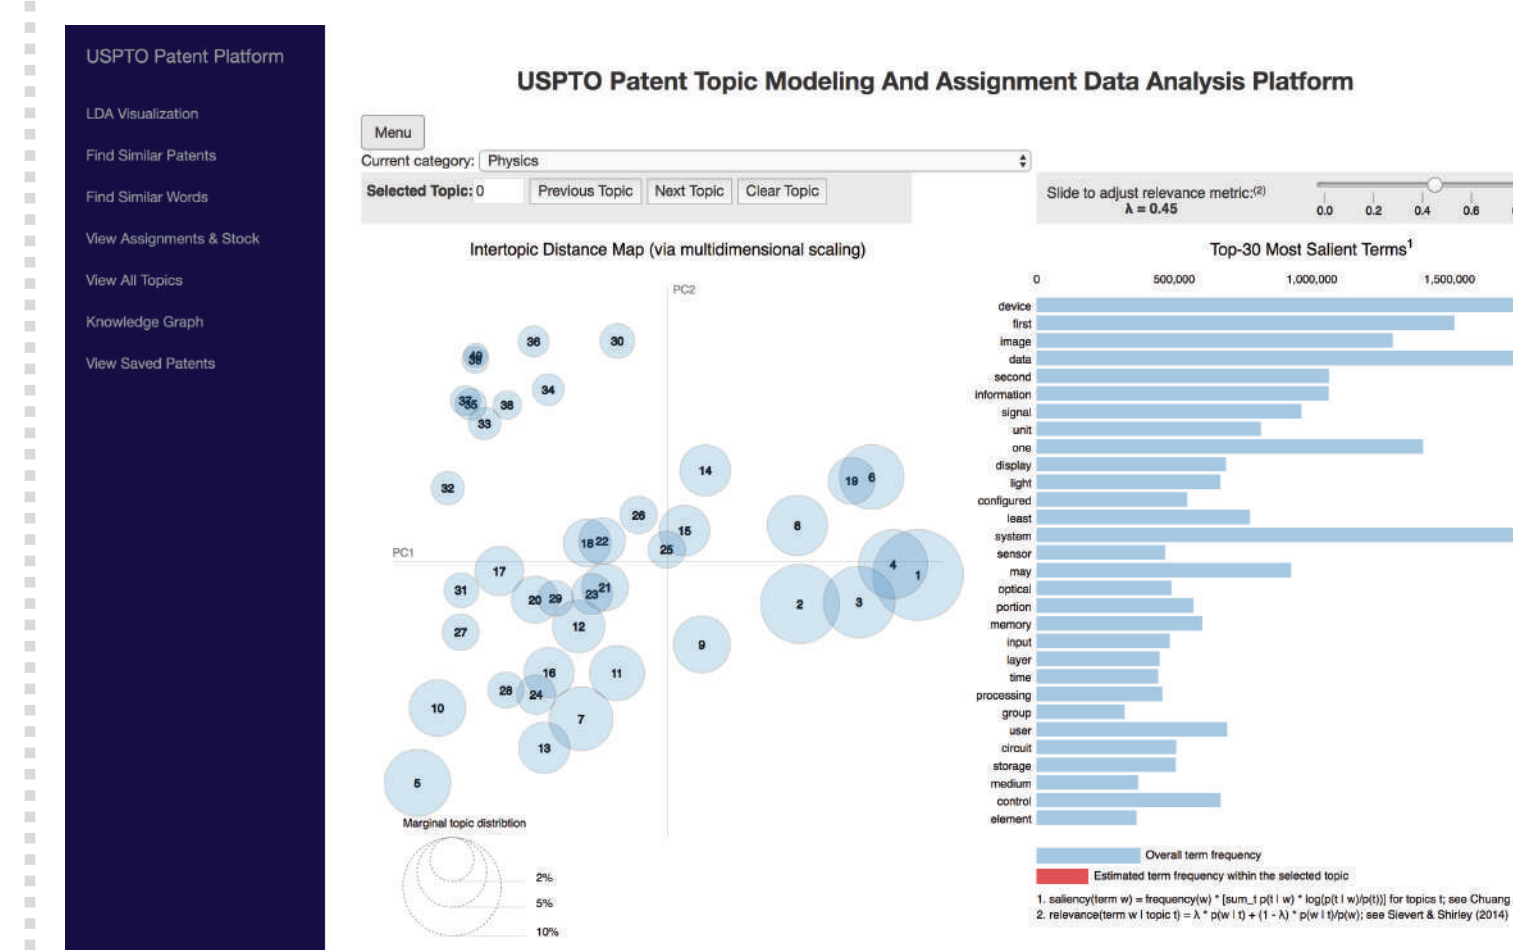 USPTO Patent Platform
LDA Visualization
Find Similar Patents
Find Similar Words
View Assignments & Stock
View All Topics
Knowledge Graph
View Saved Patents
USPTO Patent Topic Modeling And Assignment Data Analysis Platform
Menu
Current category: Physics
Selected Topic: 0 Previous Topic Next Topic Clear Topic
Slide to adjust relevance metric:(2)
λ = 0.45
0.0 0.2 0.4 0.6
Intertopic Distance Map (via multidimensional scaling)
PC2
PC1
40
39
36
30
34
37
35
38
33
32
14
19
6
26
15
8
18
22
25
17
4
1
31
20
29
23
21
2
3
27
12
9
16
11
28
24
10
7
13
5
Marginal topic distribtion
2%
5%
10%
Top-30 Most Salient Terms1
0 500,000 1,000,000 1,500,000
device
first
image
data
second
information
signal
unit
one
display
light
configured
least
system
sensor
may
optical
portion
memory
input
layer
time
processing
group
user
circuit
storage
medium
control
element
Overall term frequency
Estimated term frequency within the selected topic
1. saliency(term w) = frequency(w) * [sum_t p(t | w) * log(p(t | w)/p(t))] for topics t; see Chuang
2. relevance(term w | topic t) = λ * p(w | t) + (1 - λ) * p(w | t)/p(w); see Sievert & Shirley (2014)